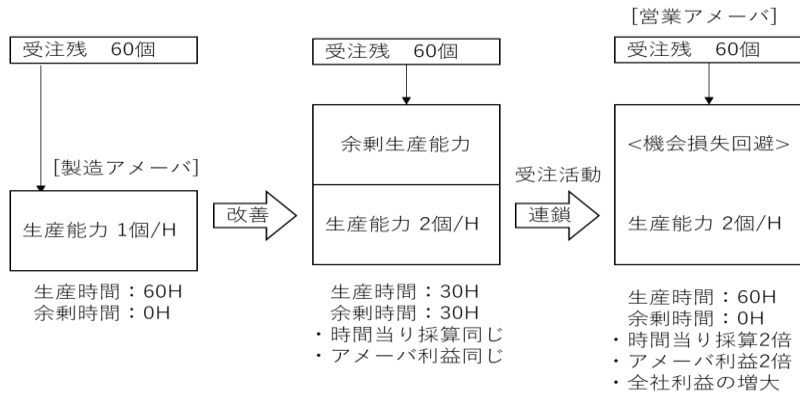 [営業アメーバ]
受注残 60個
受注残 60個
受注残 60個
[製造アメーバ]
生産能力 1個/H
生産時間：60H
余剰時間：0H
改善
余剰生産能力
生産能力 2個/H
生産時間：30H
余剰時間：30H
・時間当り採算同じ
・アメーバ利益同じ
受注活動
連鎖
<機会損失回避>
生産能力 2個/H
生産時間：60H
余剰時間：0H
・時間当り採算2倍
・アメーバ利益2倍
・全社利益の増大